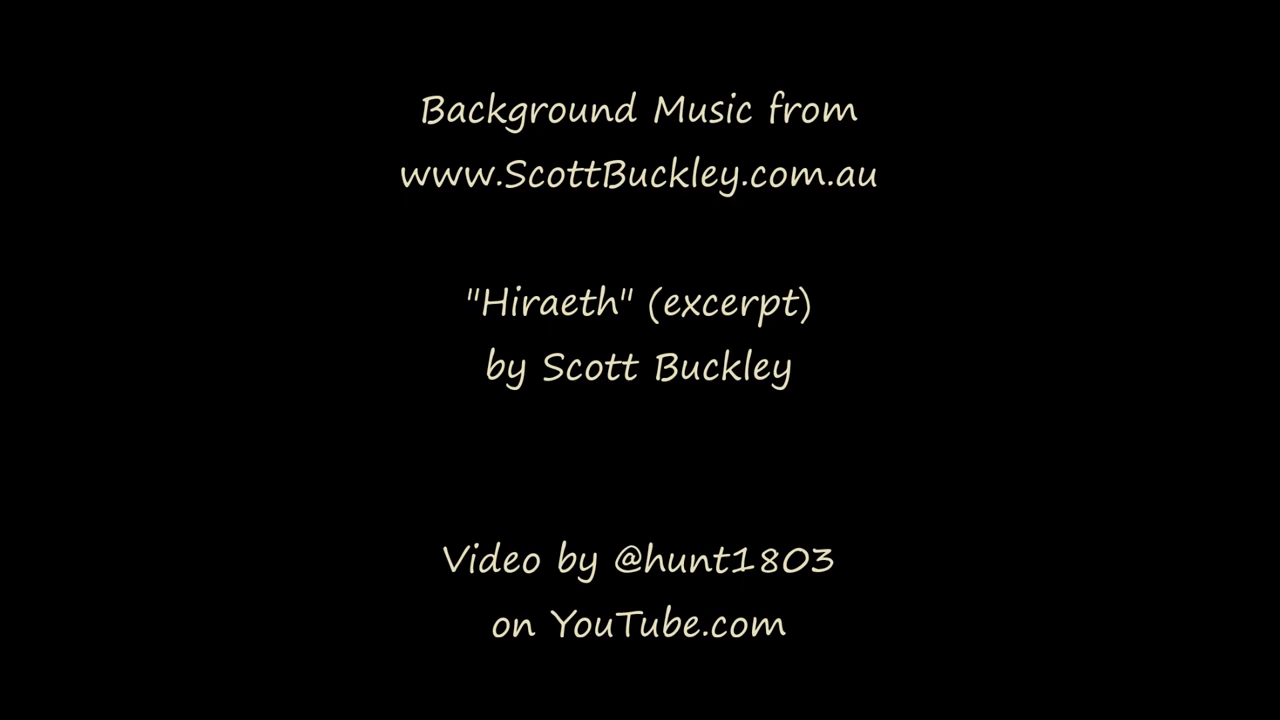 Background Music from
www.ScottBuckley.com.au
"Hiraeth" (excerpt)
by Scott Buckley
Video by @hunt1803
on YouTube.com